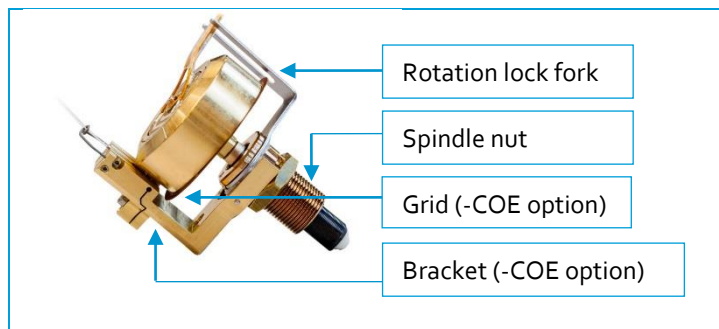 Rotation lock fork
Spindle nut
Grid (-COE option)
Bracket (-COE option)